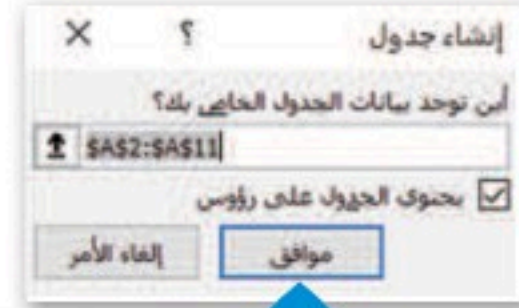 إنشاء جدول
؟
أين توجد بيانات الجدول الخاص بك؟
$A$2:$A$11
يحتوي الجدول على رؤوس
موافق
إلغاء الأمر